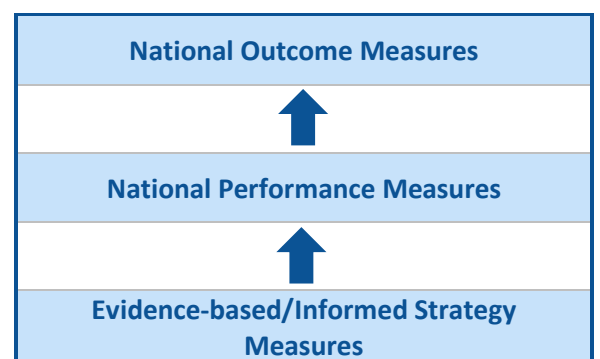 National Outcome Measures
National Performance Measures
Evidence-based/Informed Strategy
Measures